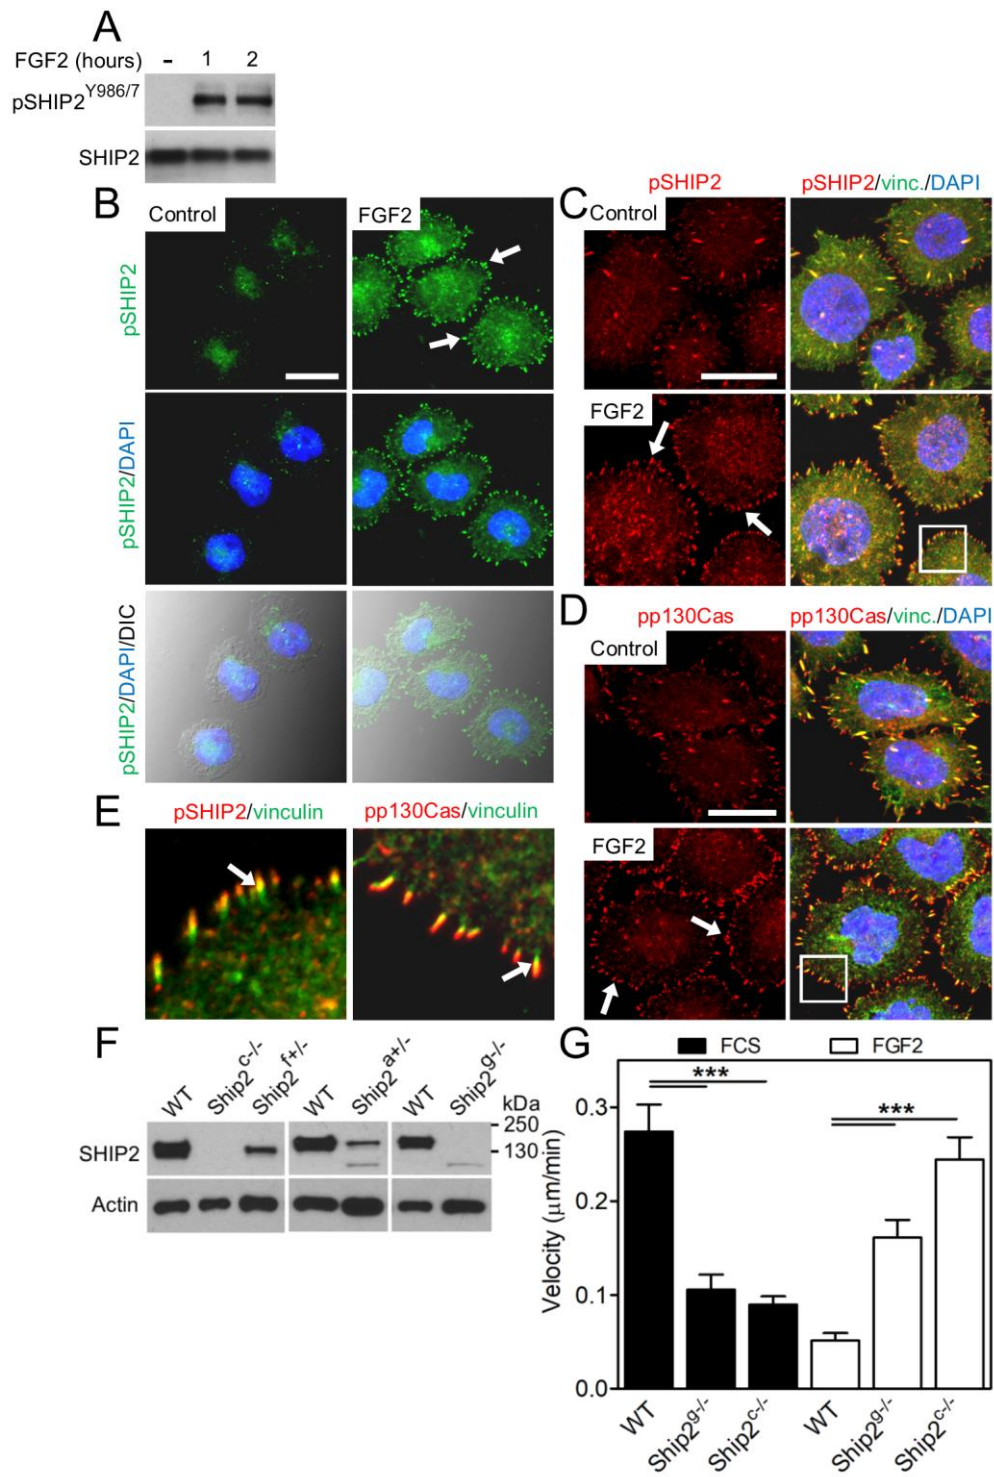 A
FGF2 (hours) - 1 2
pSHIP2Y986/7
SHIP2
B
Control
FGF2
pSHIP2
pSHIP2/DAPI
pSHIP2/DAPI/DIC
C
pSHIP2
pSHIP2/vinc./DAPI
Control
FGF2
D
pp130Cas
pp130Cas/vinc./DAPI
Control
FGF2
E
pSHIP2/vinculin
pp130Cas/vinculin
F
WT
Ship2c-/-
Ship2f+/-
WT
Ship2a+/-
WT
Ship2g-/-
kDa
250
130
SHIP2
Actin
G
FCS
FGF2
***
***
Velocity (µm/min)
0.3
0.2
0.1
0.0
WT
Ship2g-/-
Ship2c-/-
WT
Ship2g-/-
Ship2c-/-